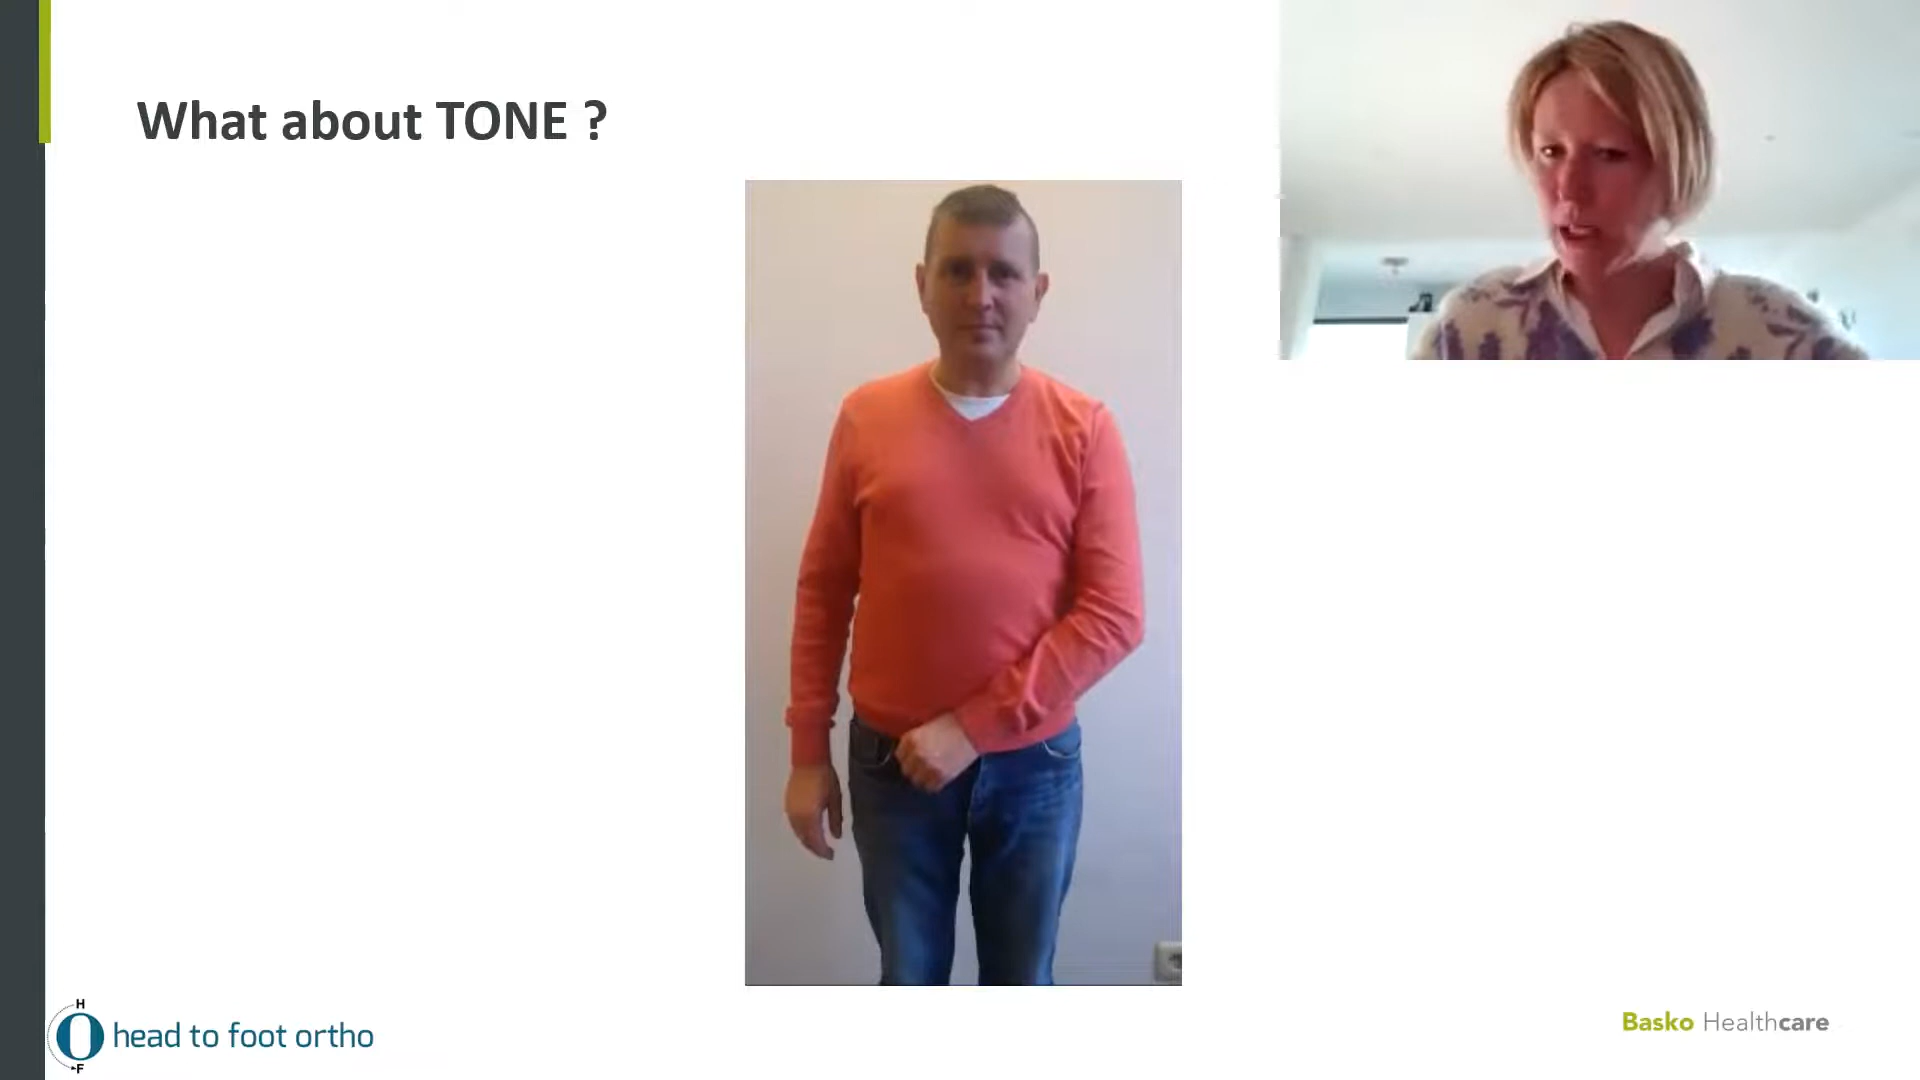 What about TONE ?
H
O head to foot ortho
F
Basko Healthcare